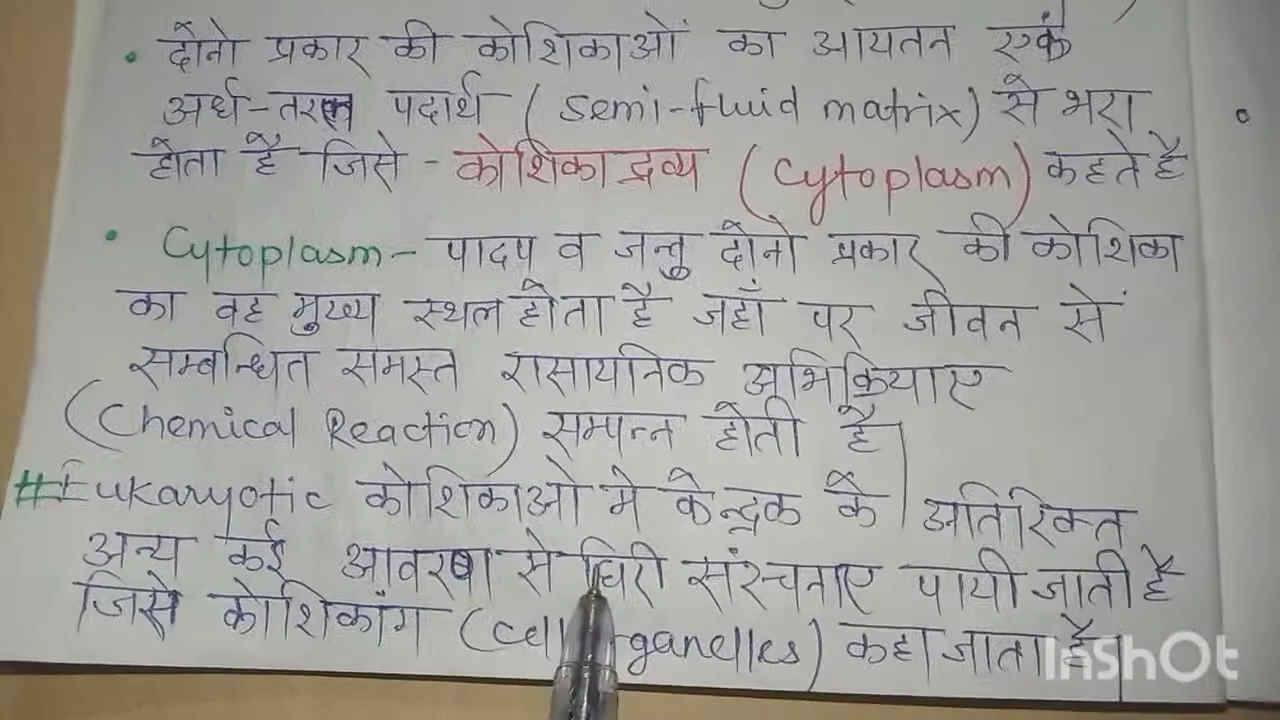 • दोनो प्रकार की कोशिकाओं का आयतन एक
अर्ध-तरल पदार्थ (semi-fluid matrix) से भरा
होता है जिसे - कोशिका द्रव्य (Cytoplasm) कहते है
• Cytoplasm - पादप व जन्तु दोनो प्रकार की कोशिका
का वह मुख्य स्थल होता है जहाँ पर जीवन सें
सम्बन्धित समस्त रासायनिक अभिक्रियाए
(Chemical Reaction) सम्पन्न होती है।
#Eukaryotic कोशिकाओ मे केन्द्रक के अतिरिक्त
अन्य कई आवरण से घिरी संरचनाए पायी जाती है
जिसे कोशिकांग (cell organelles) कहा जाता है।
InShOt